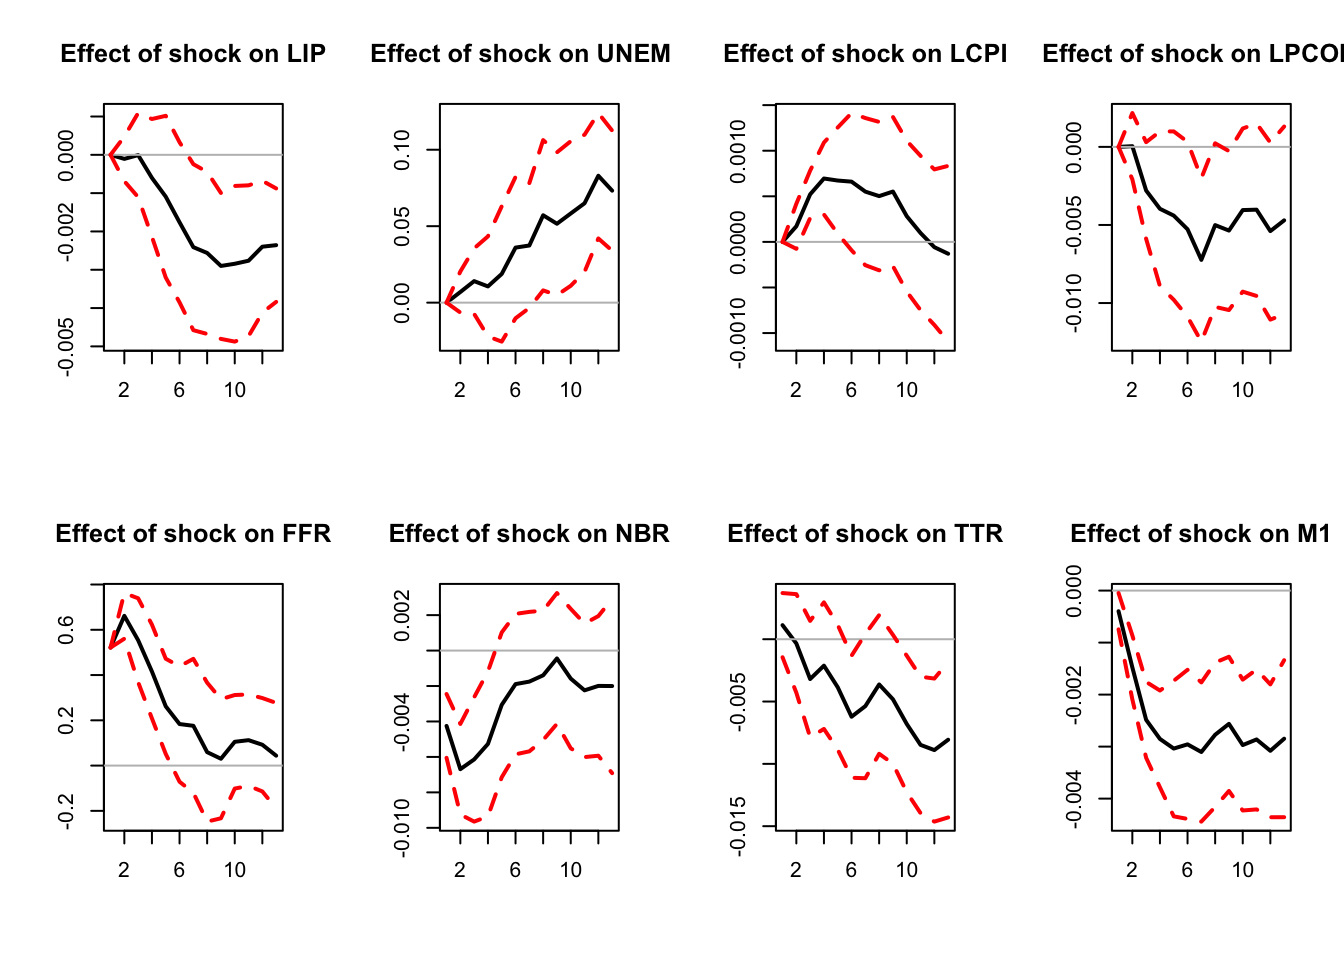 Effect of shock on LIP
0.000
-0.002
-0.005
2 6 10
Effect of shock on UNEM
0.10
0.05
0.00
2 6 10
Effect of shock on LCPI
0.0010
0.0000
-0.0010
2 6 10
Effect of shock on LPCO
0.000
-0.005
-0.010
2 6 10
Effect of shock on FFR
0.6
0.2
-0.2
2 6 10
Effect of shock on NBR
0.002
-0.004
-0.010
2 6 10
Effect of shock on TTR
-0.005
-0.015
2 6 10
Effect of shock on M1
0.000
-0.002
-0.004
2 6 10